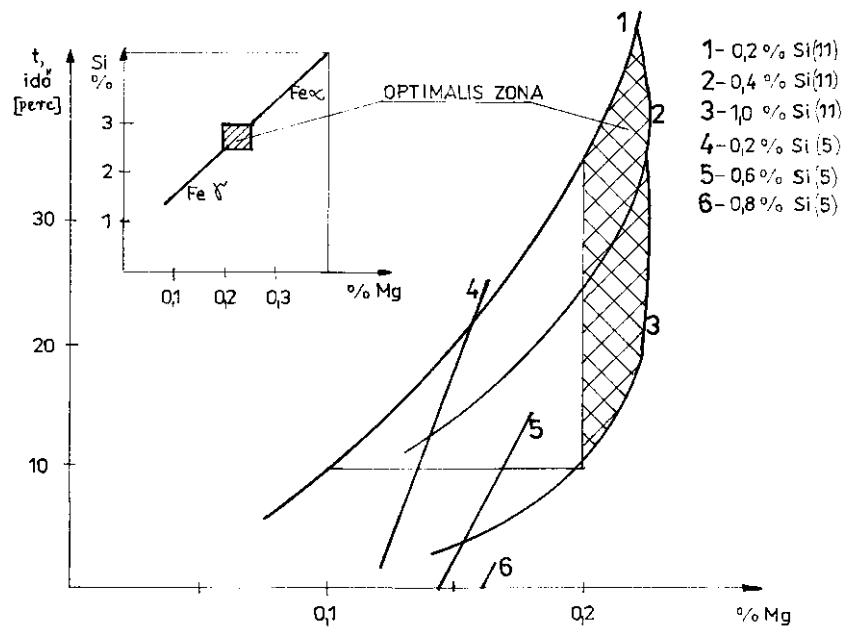 t,
idő
[perc]
30
20
10
Si
%
3
2
1
Feα
Fe γ
0,1
0,2
0,3
% Mg
OPTIMALIS ZONA
1
2
3
4
5
6
1-0,2 % Si(11)
2-0,4 % Si(11)
3-1,0 % Si(11)
4-0,2 % Si(5)
5-0,6 % Si(5)
6-0,8 % Si(5)
0,1
0,2
% Mg